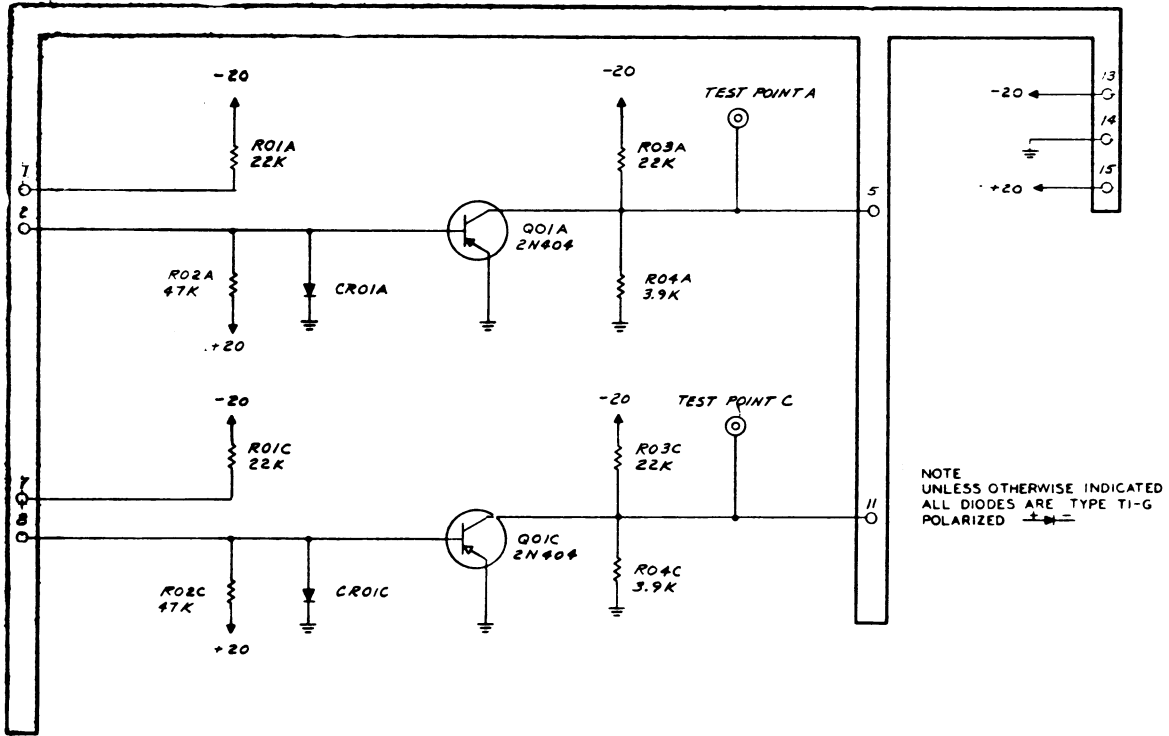 -20
-20
TEST POINT A
13
-20
14
R01A
22K
R03A
22K
15
+20
1
5
2
Q01A
2N404
R02A
47K
CR01A
R04A
3.9K
.+20
-20
-20
TEST POINT C
R01C
22K
R03C
22K
7
11
8
Q01C
2N404
R02C
47K
CR01C
R04C
3.9K
+20
NOTE
UNLESS OTHERWISE INDICATED
ALL DIODES ARE TYPE T1-G
POLARIZED + -